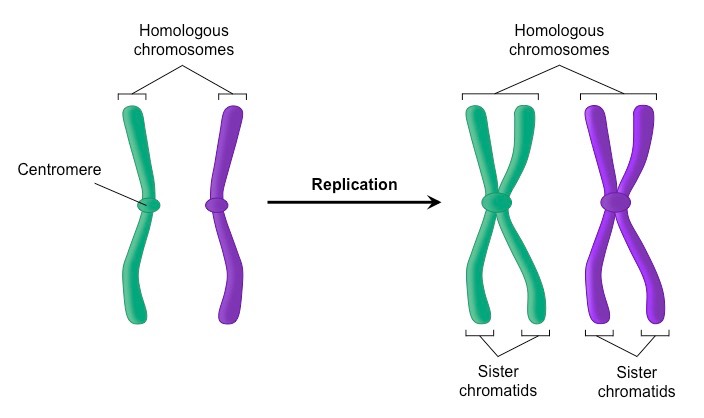 Homologous
chromosomes
Homologous
chromosomes
Centromere
Replication
Sister
chromatids
Sister
chromatids